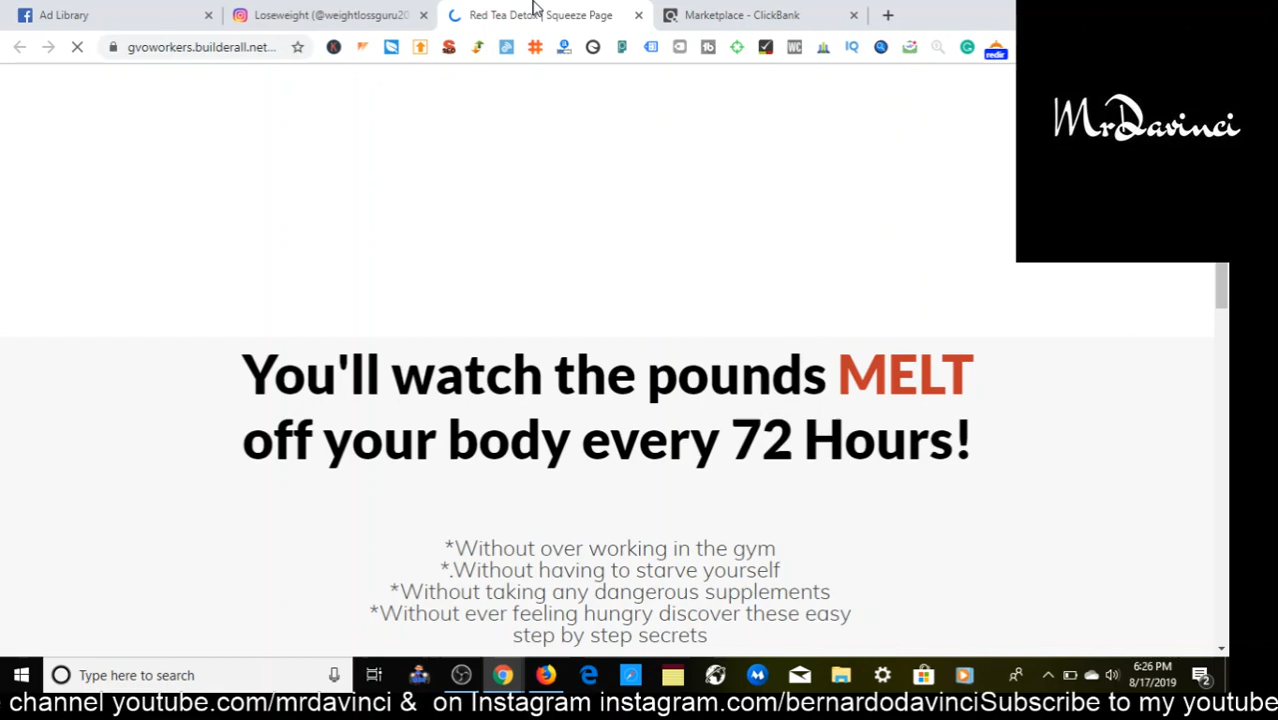 Ad Library
Loseweight (@weightlossguru20
Red Tea Detox | Squeeze Page
Marketplace - ClickBank
gvoworkers.builderall.net...
redir
MrDavinci
You'll watch the pounds MELT
off your body every 72 Hours!
*Without over working in the gym
*.Without having to starve yourself
*Without taking any dangerous supplements
*Without ever feeling hungry discover these easy
step by step secrets
Type here to search
6:26 PM
8/17/2019
2
e channel youtube.com/mrdavinci & on Instagram instagram.com/bernardodavinciSubscribe to my youtube